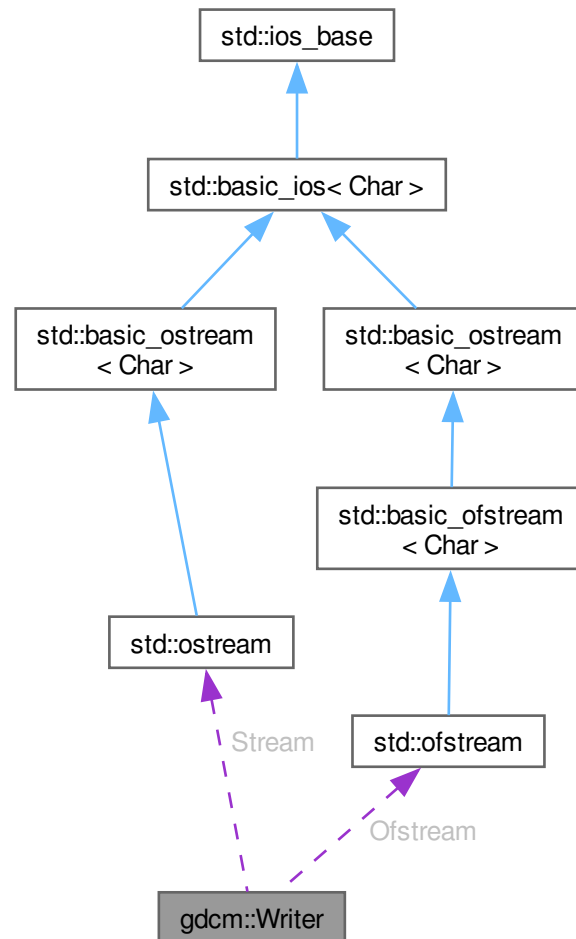 std::ios_base
std::basic_ios< Char >
std::basic_ostream
< Char >
std::basic_ostream
< Char >
std::basic_ofstream
< Char >
std::ostream
std::ofstream
Stream
Ofstream
gdcm::Writer